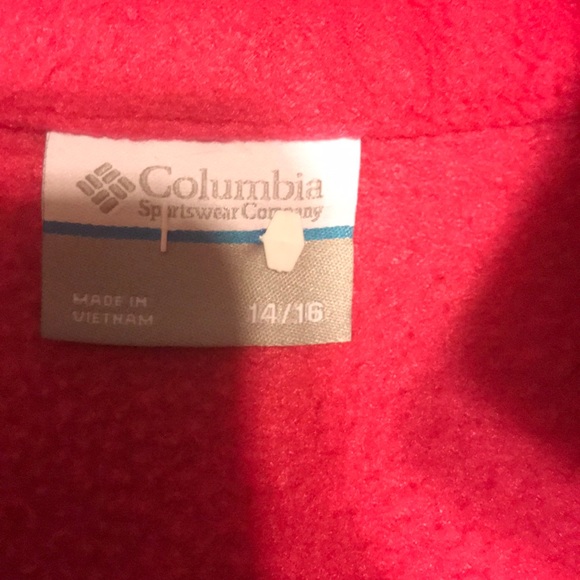 Columbia
Sportswear Company
MADE IN
VIETNAM
14/16